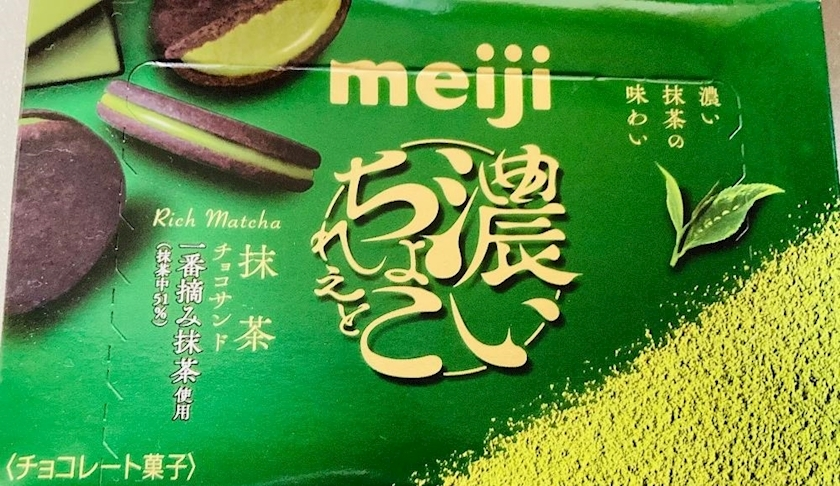 meiji
濃い
抹茶の
味わい
濃い
ちょこ
れえと
Rich Matcha
抹茶
チョコサンド
一番摘み抹茶使用
(抹茶中51%)
〈チョコレート菓子〉